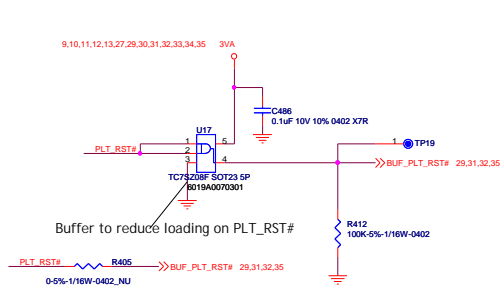 9,10,11,12,13,27,29,30,31,32,33,34,35 3VA
C486
0.1uF 10V 10% 0402 X7R
U17
1 5
PLT_RST# 2
3 4
1 TP19
BUF_PLT_RST# 29,31,32,35
TC7SZ08F SOT23 5P
6019A0070301
Buffer to reduce loading on PLT_RST#
R412
100K-5%-1/16W-0402
PLT_RST# R405 BUF_PLT_RST# 29,31,32,35
0-5%-1/16W-0402_NU